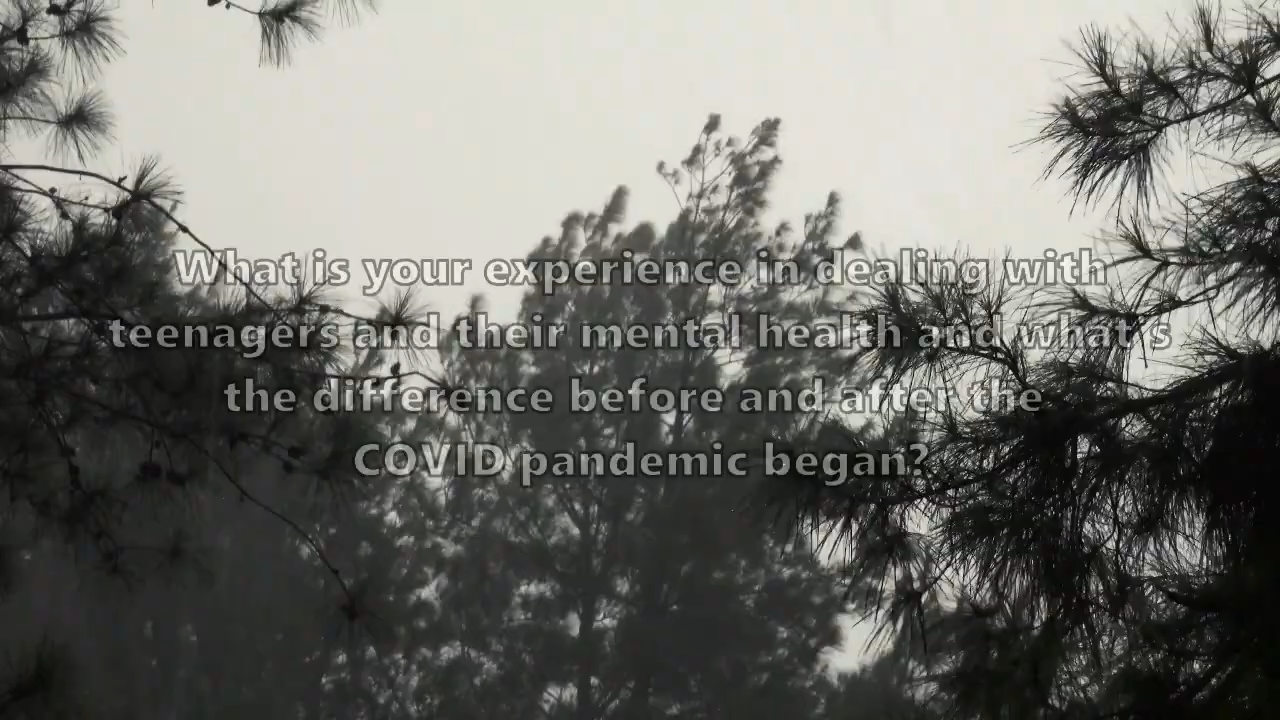 What is your experience in dealing with
teenagers and their mental health and what's
the difference before and after the
COVID pandemic began?